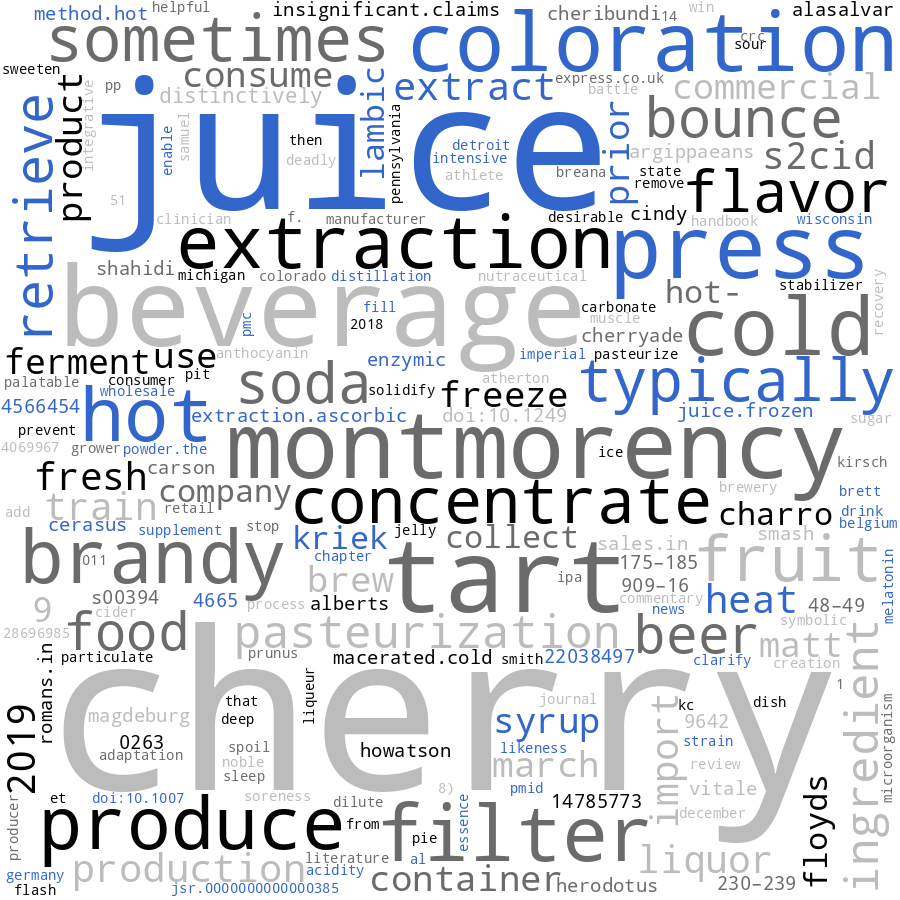 method.hot
helpful
insignificant.claims
cheribundi
14
win
alasalvar
sometimes
coloration
crc
sour
sweeten
pp
consume
distinctively
extract
express.co.uk
battle
commercial
product
integrative
retrieve
juice
enable
samuel
then
deadly
lambic
pennsylvania
detroit
intensive
athlete
breana
prior
bounce
argippaeans
s2cid
state
remove
flavor
51
clinician
f.
manufacturer
desirable
cindy
handbook
wisconsin
extraction
press
shahidi
michigan
colorado
distillation
nutraceutical
hot-
stabilizer
recovery
beverage
fill
pmc
2018
carbonate
muscle
cherryade
cold
ferment
use
anthocyanin
enzymic
imperial
pasteurize
palatable
consumer
pit
wholesale
soda
solidify
freeze
atherton
typically
4566454
hot
extraction.ascorbic
doi:10.1249
juice.frozen
sugar
prevent
montmorency
4069967
grower
powder.the
ice
kirsch
fresh
carson
company
concentrate
brewery
brett
add
train
retail
charro
drink
belgium
cerasus
supplement
stop
kriek
jelly
collect
sales.in
smash
brandy
011
chapter
tart
175–185
fruit
melatonin
brew
ipa
909–16
s00394
4665
process
alberts
commentary
news
heat
48–49
9
cider
symbolic
28696985
food
pasteurization
beer
matt
romans.in
particulate
prunus
macerated.cold
smith
22038497
clarify
creation
cherry
liqueur
that
deep
journal
kc
dish
1
ingredient
magdeburg
syrup
import
9642
microorganism
2019
0263
adaptation
spoil
noble
sleep
howatson
likeness
strain
march
review
et
doi:10.1007
soreness
8)
pmid
vitale
producer
dilute
essence
14785773
december
floyds
produce
from
pie
filter
production
literature
acidity
al
liquor
germany
flash
jsr.0000000000000385
container
herodotus
230–239